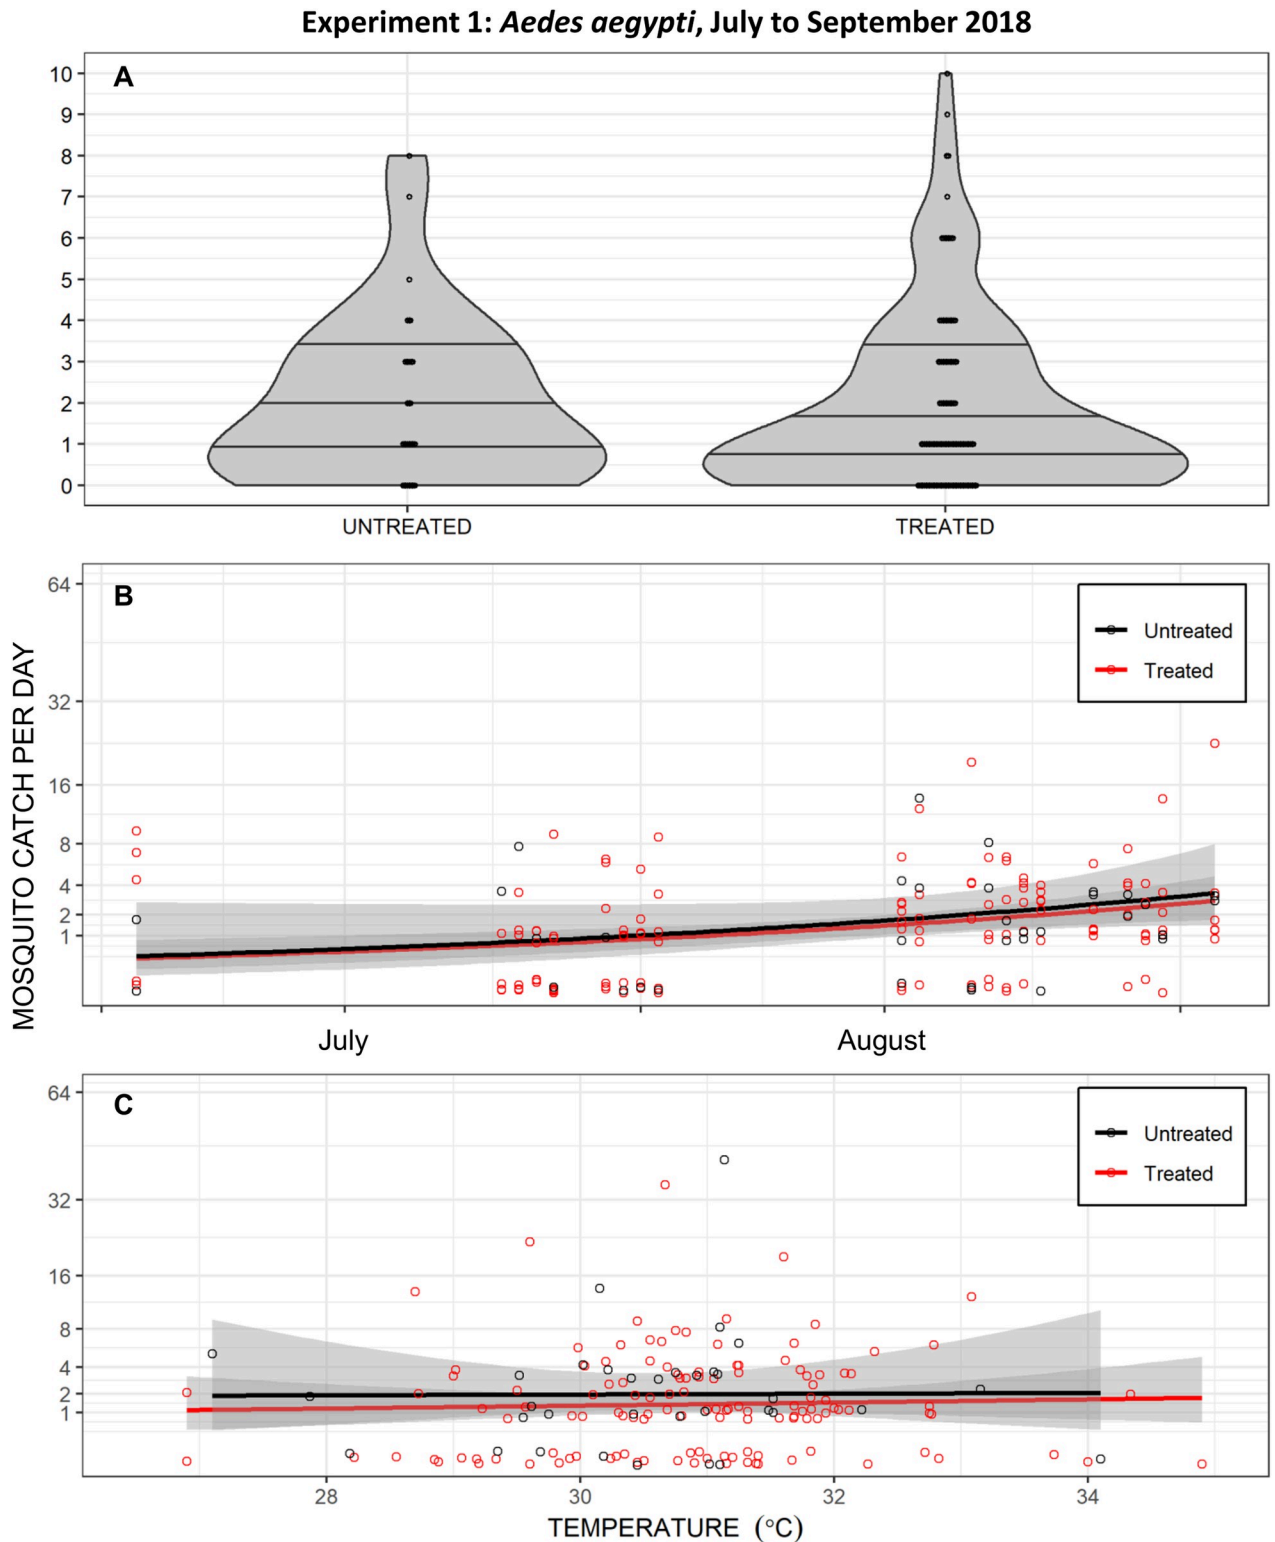 Experiment 1: Aedes aegypti, July to September 2018
A
10
9
8
7
6
5
4
3
2
1
0
UNTREATED TREATED
MOSQUITO CATCH PER DAY
B
64
32
16
8
4
2
1
Untreated
Treated
July August
C
64
32
16
8
4
2
1
Untreated
Treated
28 30 32 34
TEMPERATURE (°C)